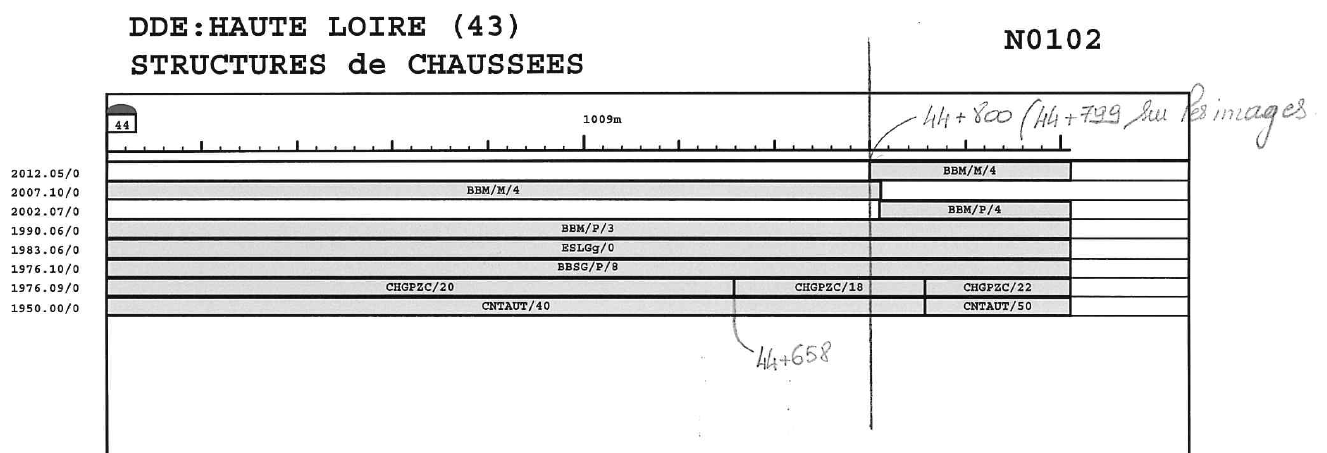 DDE:HAUTE LOIRE (43)
N0102
STRUCTURES de CHAUSSEES
44
1009m
44+800 (44+799 sur les images.
2012.05/0 BBM/M/4
2007.10/0 BBM/M/4
2002.07/0 BBM/P/4
1990.06/0 BBM/P/3
1983.06/0 ESLGg/0
1976.10/0 BBSG/P/8
1976.09/0 CHGPZC/20 CHGPZC/18 CHGPZC/22
1950.00/0 CNTAUT/40 CNTAUT/50
44+658